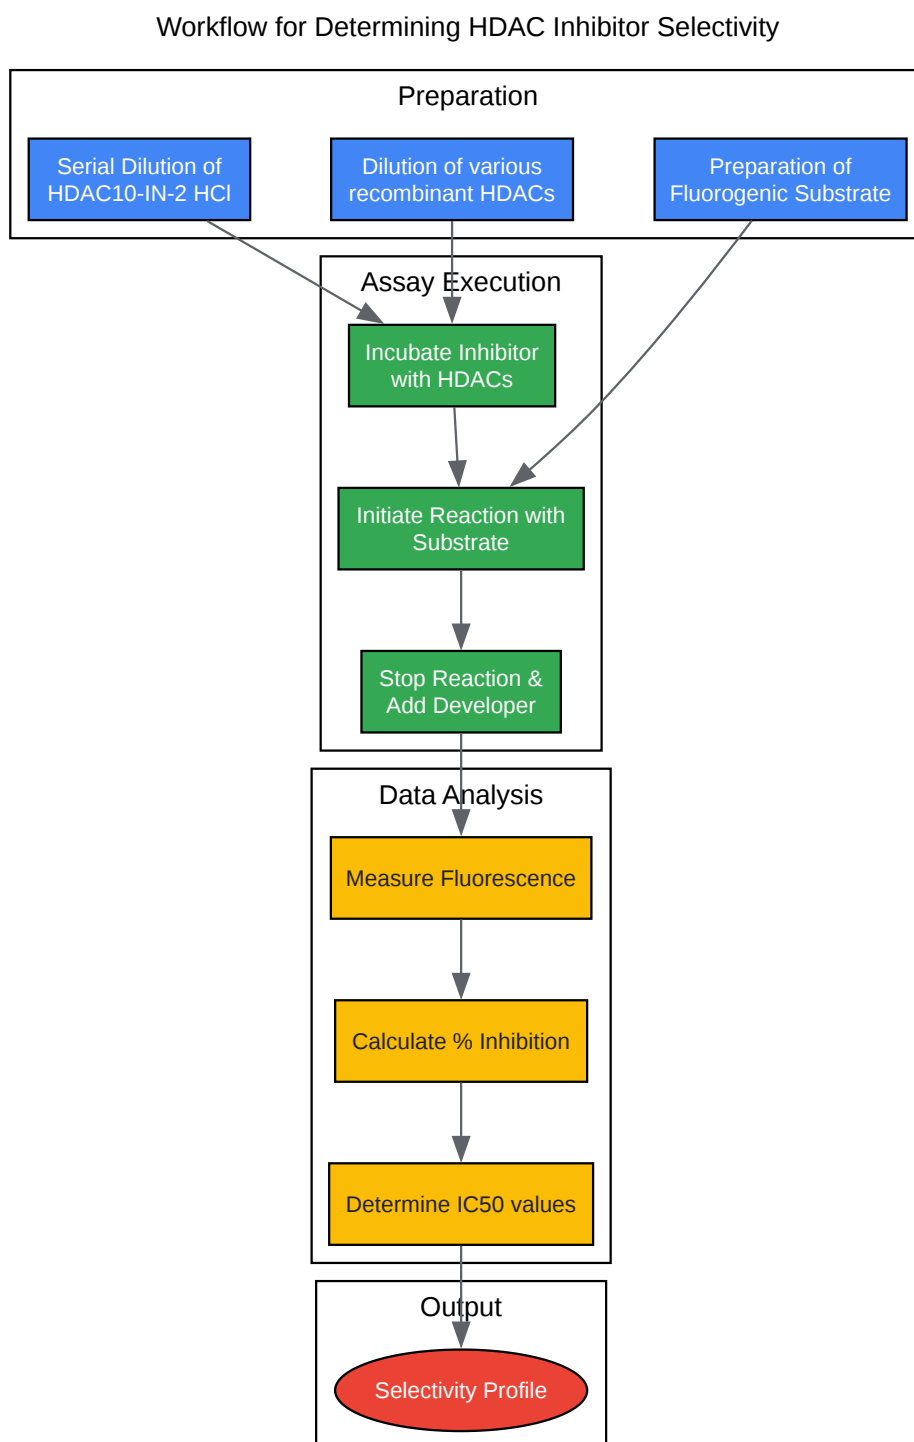 Workflow for Determining HDAC Inhibitor Selectivity
Preparation
Serial Dilution of
HDAC10-IN-2 HCl
Dilution of various
recombinant HDACs
Preparation of
Fluorogenic Substrate
Assay Execution
Incubate Inhibitor
with HDACs
Initiate Reaction with
Substrate
Stop Reaction &
Add Developer
Data Analysis
Measure Fluorescence
Calculate % Inhibition
Determine IC50 values
Output
Selectivity Profile